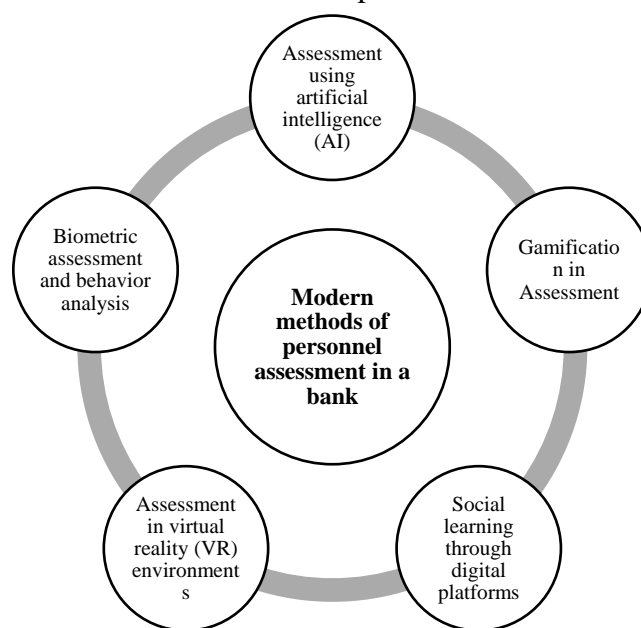 Assessment
using
artificial
intelligence
(AI)
Gamificatio
n in
Assessment
Social
learning
through
digital
platforms
Assessment
in virtual
reality (VR)
environment
s
Biometric
assessment
and behavior
analysis
Modern
methods of
personnel
assessment in a
bank